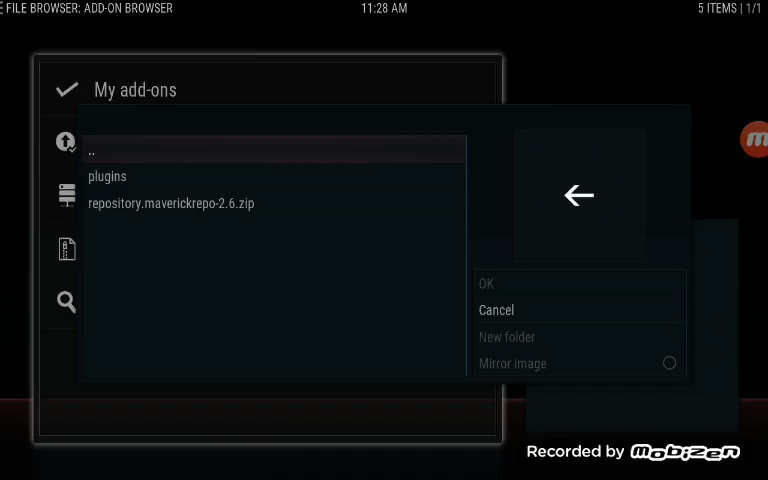 FILE BROWSER: ADD-ON BROWSER
11:28 AM
5 ITEMS | 1/1
My add-ons
..
plugins
repository.maverickrepo-2.6.zip
OK
Cancel
New folder
Mirror image
m
Recorded by mobizen